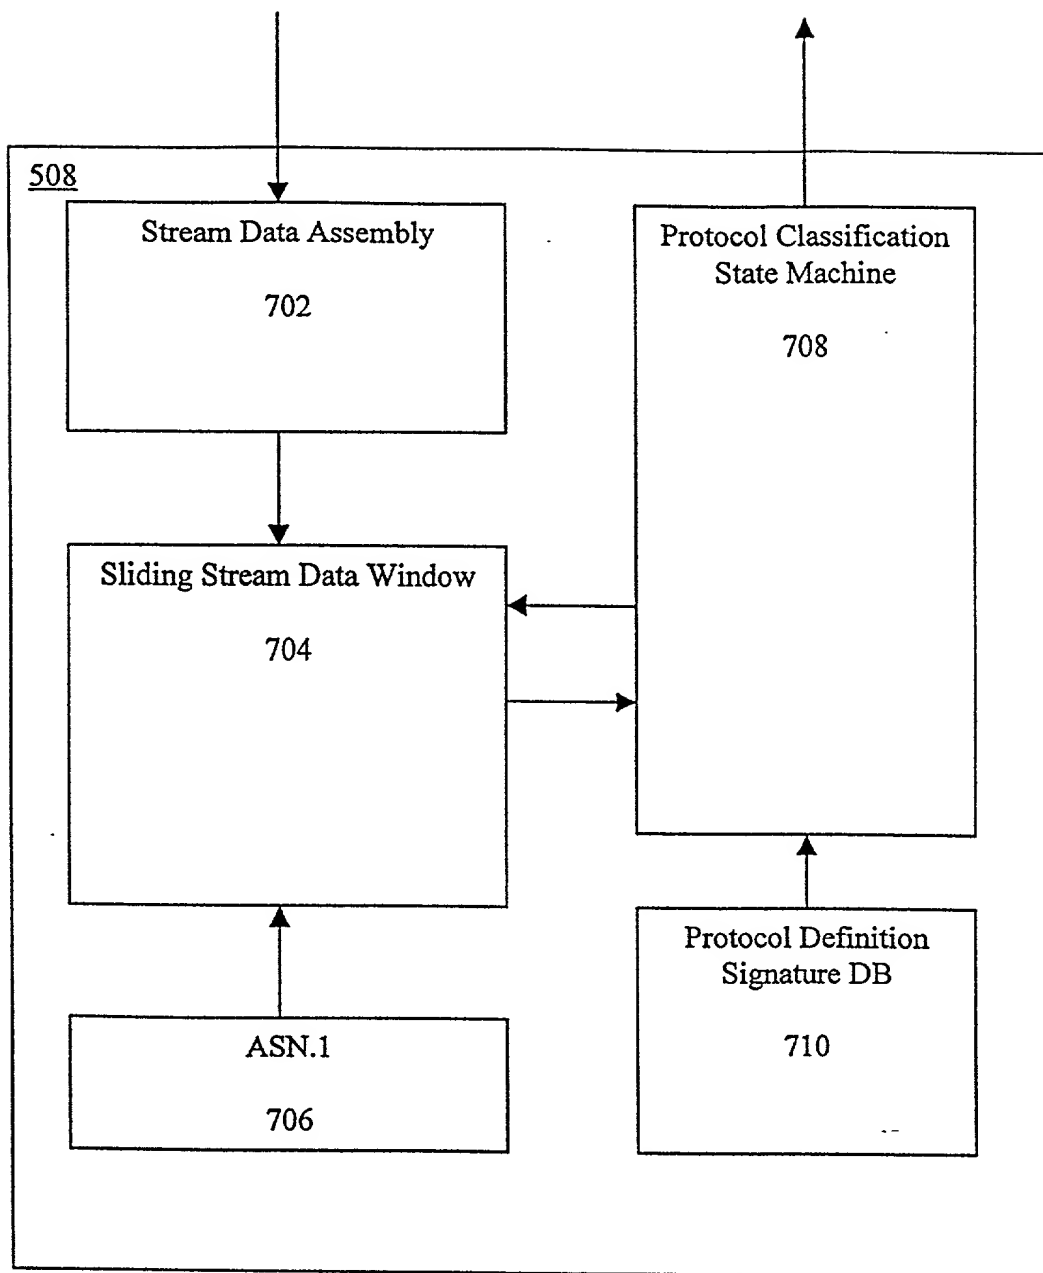 508
Stream Data Assembly
702
Protocol Classification
State Machine
708
Sliding Stream Data Window
704
ASN.1
706
Protocol Definition
Signature DB
710